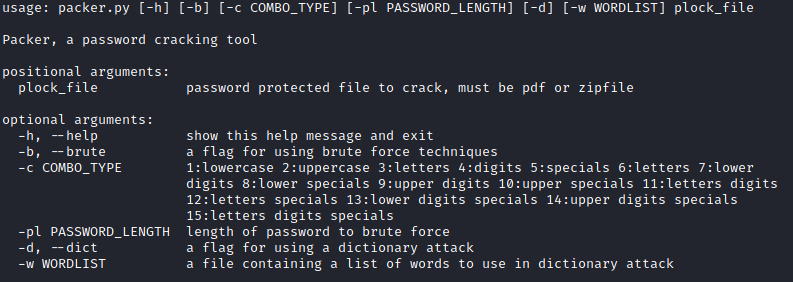 usage: packer.py [-h] [-b] [-c COMBO_TYPE] [-pl PASSWORD_LENGTH] [-d] [-w WORDLIST] plock_file
Packer, a password cracking tool
positional arguments:
plock_file password protected file to crack, must be pdf or zipfile
optional arguments:
-h, --help show this help message and exit
-b, --brute a flag for using brute force techniques
-c COMBO_TYPE 1:lowercase 2:uppercase 3:letters 4:digits 5:specials 6:letters 7:lower
digits 8:lower specials 9:upper digits 10:upper specials 11:letters digits
12:letters specials 13:lower digits specials 14:upper digits specials
15:letters digits specials
-pl PASSWORD_LENGTH length of password to brute force
-d, --dict a flag for using a dictionary attack
-w WORDLIST a file containing a list of words to use in dictionary attack